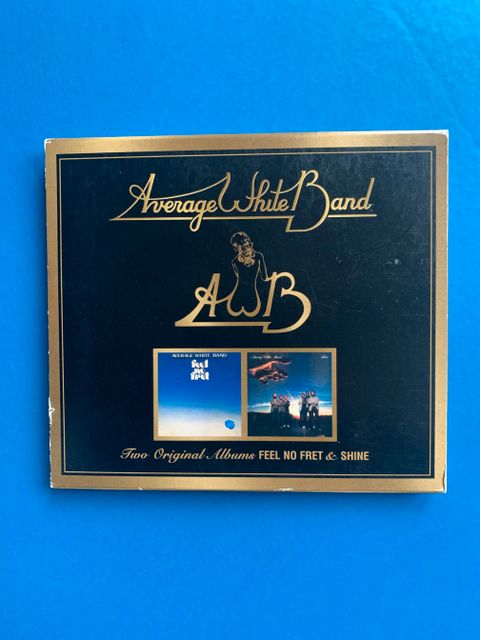 Average White Band
AWB
AVERAGE WHITE BAND
feel
no
fret
Average White Band
Shine
Two Original Albums FEEL NO FRET & SHINE